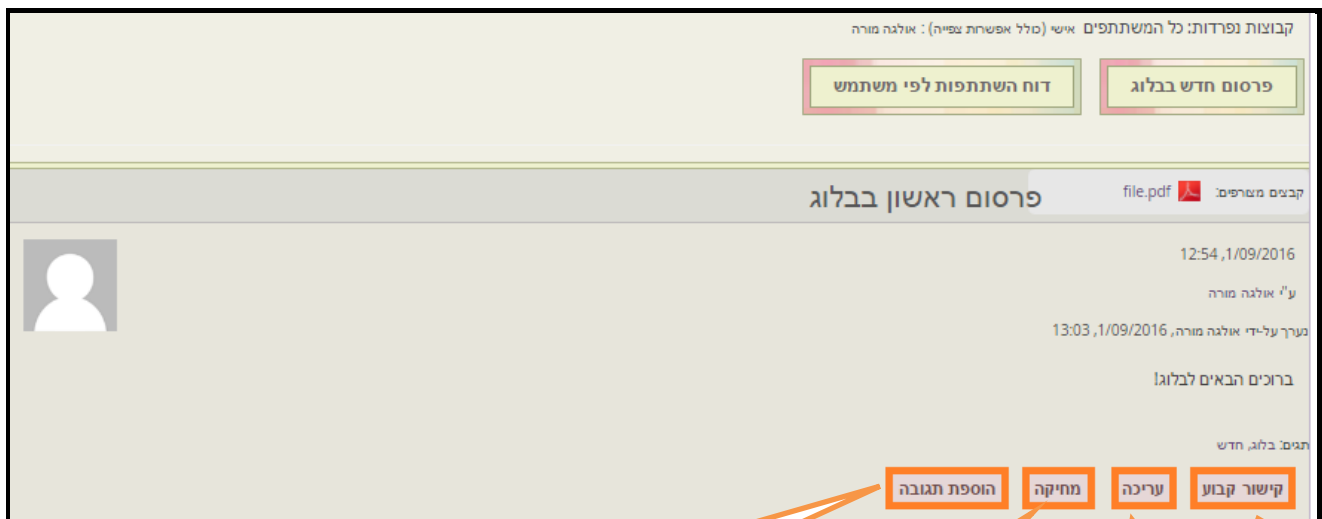 קבוצות נפרדות: כל המשתתפים אישי (כולל אפשרות צפייה) : אולגה מורה
פרסום חדש בבלוג דוח השתתפות לפי משתמש
קבצים מצורפים: file.pdf פרסום ראשון בבלוג
12:54 ,1/09/2016
ע"י אולגה מורה
נערך על-ידי אולגה מורה, 1/09/2016, 13:03
ברוכים הבאים לבלוג!
תגים: בלוג, חדש
קישור קבוע עריכה מחיקה הוספת תגובה